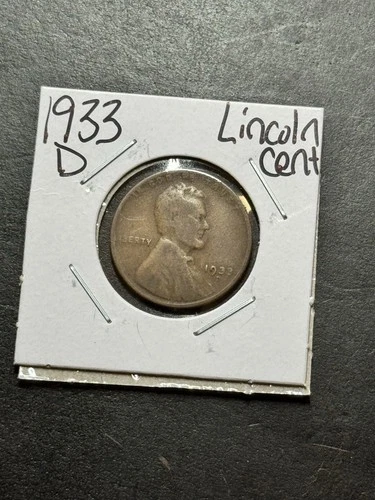 1933 Lincoln
D cent
LIBERTY
1933